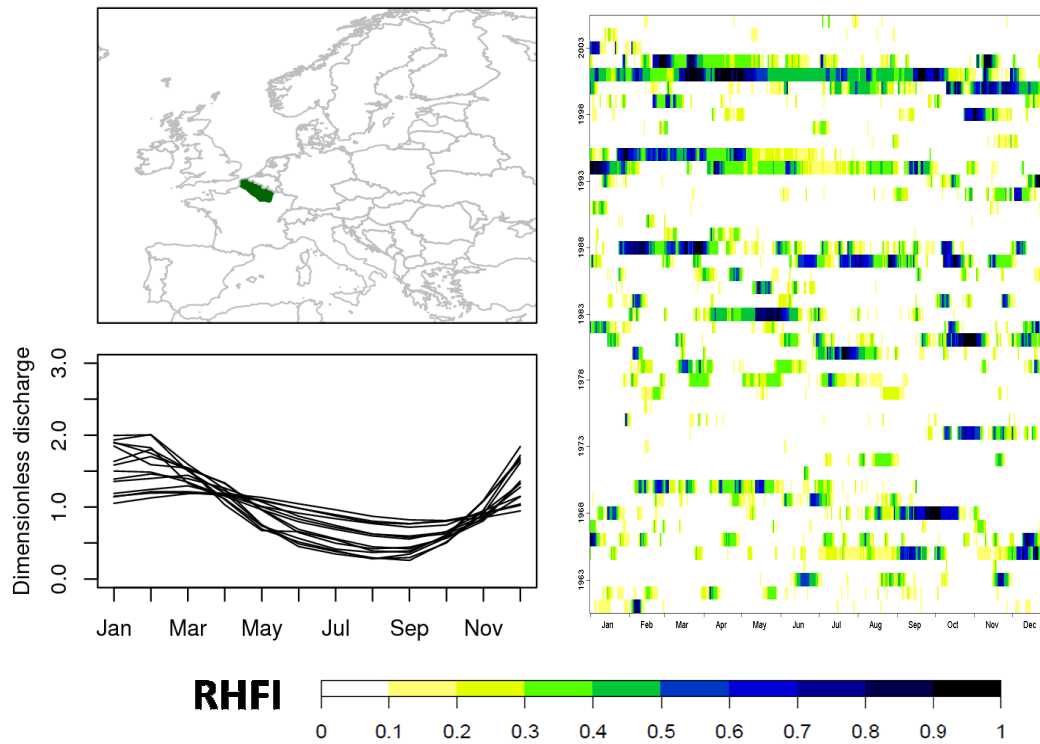 Dimensionless discharge
3.0
2.0
1.0
0.0
Jan Mar May Jul Sep Nov
2003
1998
1993
1988
1983
1978
1973
1968
1963
Jan Feb Mar Apr May Jun Jul Aug Sep Oct Nov Dec
RHFI
0 0.1 0.2 0.3 0.4 0.5 0.6 0.7 0.8 0.9 1